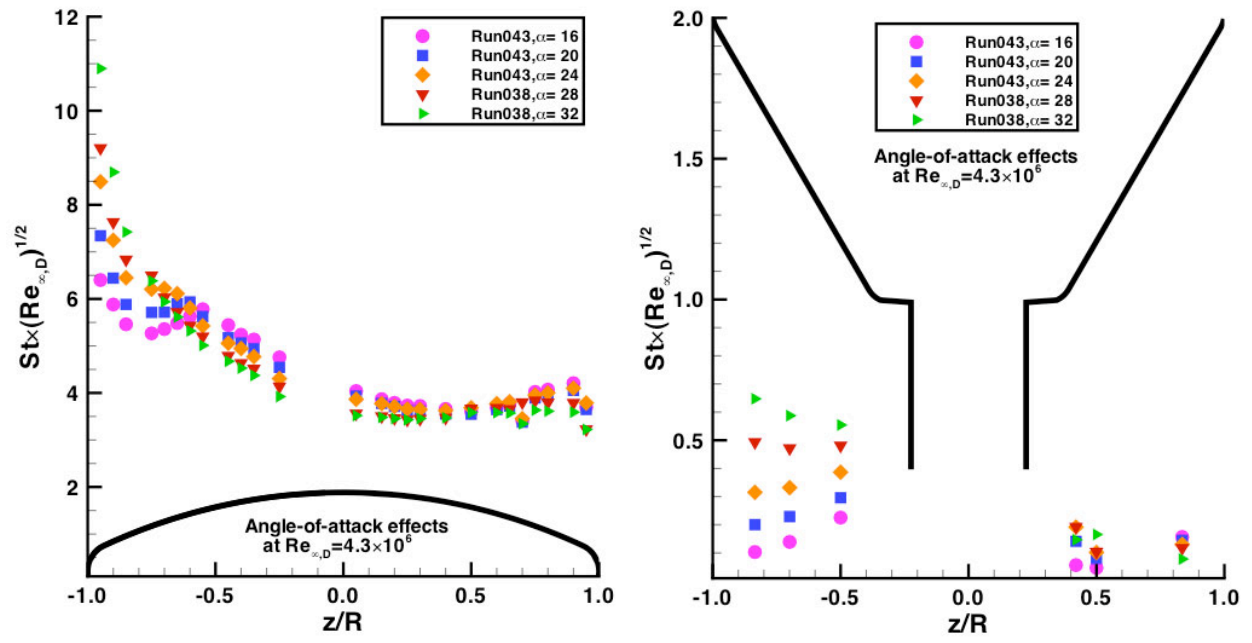 12
10
8
6
4
2
St×(Re∞,D)1/2
Run043,α= 16
Run043,α= 20
Run043,α= 24
Run038,α= 28
Run038,α= 32
Angle-of-attack effects
at Re∞,D=4.3×106
-1.0
-0.5
0.0
0.5
1.0
z/R
2.0
1.5
1.0
0.5
St×(Re∞,D)1/2
Run043,α= 16
Run043,α= 20
Run043,α= 24
Run038,α= 28
Run038,α= 32
Angle-of-attack effects
at Re∞,D=4.3×106
-1.0
-0.5
0.0
0.5
1.0
z/R